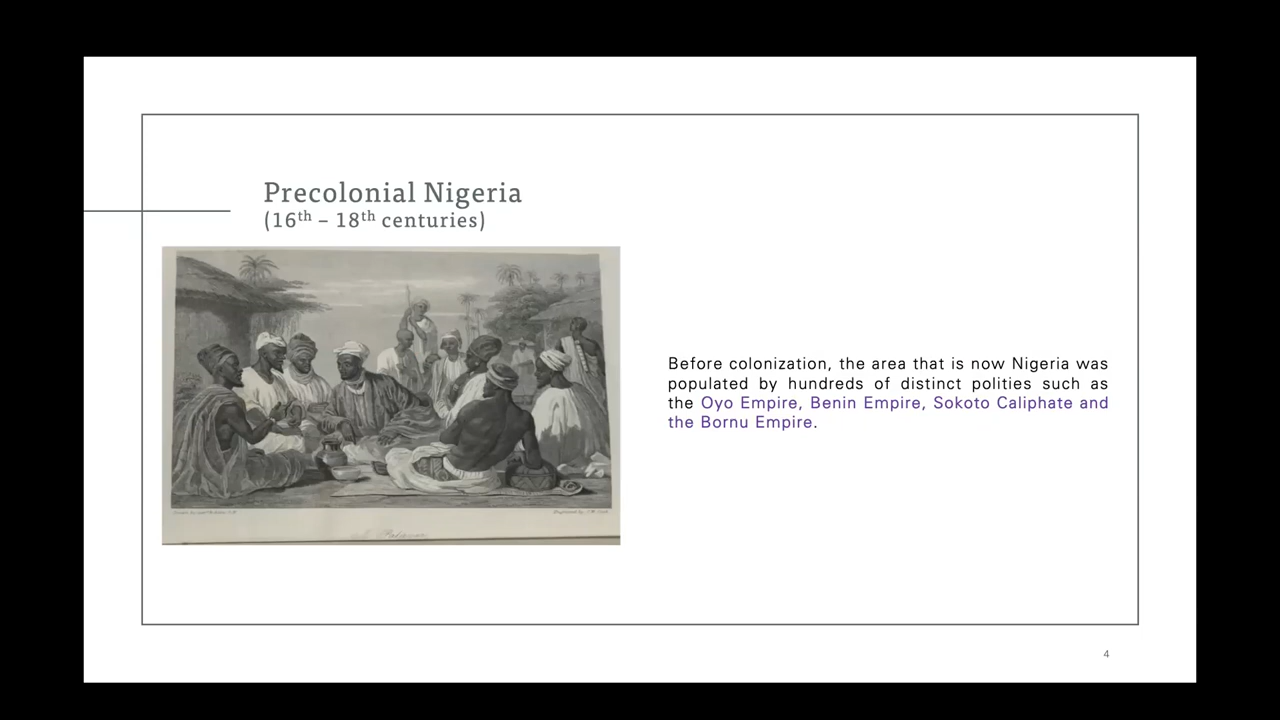 Precolonial Nigeria
(16th – 18th centuries)
Before colonization, the area that is now Nigeria was
populated by hundreds of distinct polities such as
the Oyo Empire, Benin Empire, Sokoto Caliphate and
the Bornu Empire.
4